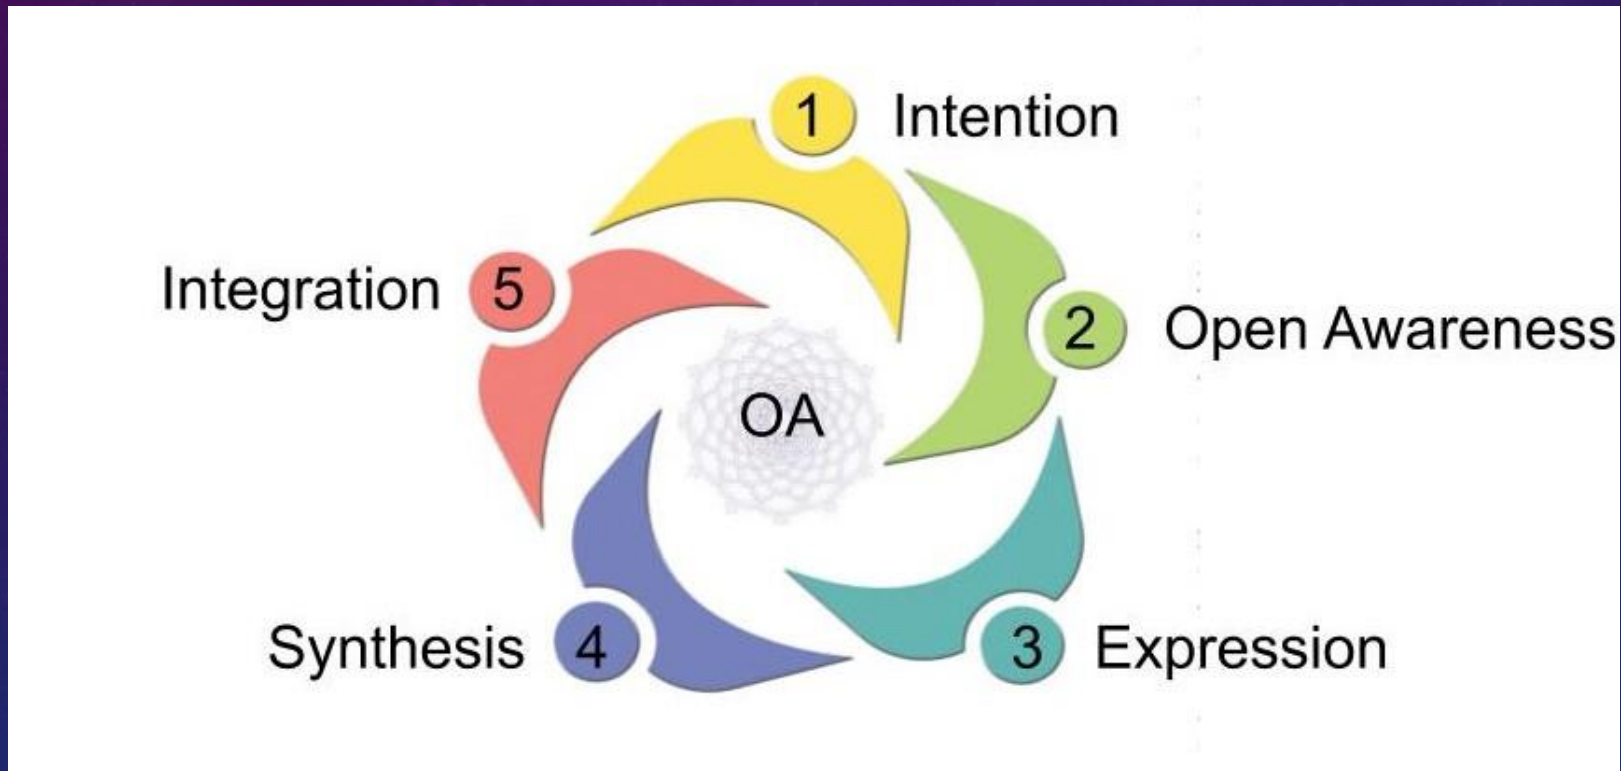 1 Intention
2 Open Awareness
3 Expression
4 Synthesis
5 Integration
OA